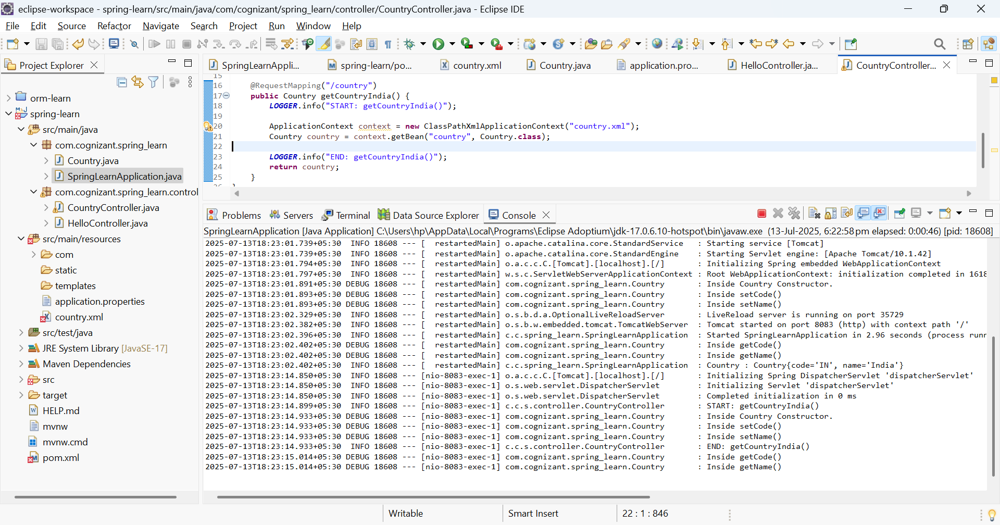 eclipse-workspace - spring-learn/src/main/java/com/cognizant/spring_learn/controller/CountryController.java - Eclipse IDE
File Edit Source Refactor Navigate Search Project Run Window Help
Project Explorer
orm-learn
spring-learn
src/main/java
com.cognizant.spring_learn
Country.java
SpringLearnApplication.java
com.cognizant.spring_learn.control
CountryController.java
HelloController.java
src/main/resources
com
static
templates
application.properties
country.xml
src/test/java
JRE System Library [JavaSE-17]
Maven Dependencies
src
target
HELP.md
mvnw
mvnw.cmd
pom.xml
SpringLearnAppli... spring-learn/po... country.xml Country.java application.pro... HelloController.ja... CountryController...
15
16 @RequestMapping("/country")
17 public Country getCountryIndia() {
18 LOGGER.info("START: getCountryIndia()");
19
20 ApplicationContext context = new ClassPathXmlApplicationContext("country.xml");
21 Country country = context.getBean("country", Country.class);
22
23 LOGGER.info("END: getCountryIndia()");
24 return country;
25 }
26 }
Problems Servers Terminal Data Source Explorer Console
SpringLearnApplication [Java Application] C:\Users\hp\AppData\Local\Programs\Eclipse Adoptium\jdk-17.0.6.10-hotspot\bin\javaw.exe (13-Jul-2025, 6:22:58 pm elapsed: 0:00:46) [pid: 18608]
2025-07-13T18:23:01.739+05:30 INFO 18608 --- [ restartedMain] o.apache.catalina.core.StandardService : Starting service [Tomcat]
2025-07-13T18:23:01.739+05:30 INFO 18608 --- [ restartedMain] o.apache.catalina.core.StandardEngine : Starting Servlet engine: [Apache Tomcat/10.1.42]
2025-07-13T18:23:01.794+05:30 INFO 18608 --- [ restartedMain] o.a.c.c.C.[Tomcat].[localhost].[/] : Initializing Spring embedded WebApplicationContext
2025-07-13T18:23:01.797+05:30 INFO 18608 --- [ restartedMain] w.s.c.ServletWebServerApplicationContext : Root WebApplicationContext: initialization completed in 1618
2025-07-13T18:23:01.891+05:30 DEBUG 18608 --- [ restartedMain] com.cognizant.spring_learn.Country : Inside Country Constructor.
2025-07-13T18:23:01.893+05:30 DEBUG 18608 --- [ restartedMain] com.cognizant.spring_learn.Country : Inside setCode()
2025-07-13T18:23:01.893+05:30 DEBUG 18608 --- [ restartedMain] com.cognizant.spring_learn.Country : Inside setName()
2025-07-13T18:23:02.329+05:30 INFO 18608 --- [ restartedMain] o.s.b.d.a.OptionalLiveReloadServer : LiveReload server is running on port 35729
2025-07-13T18:23:02.382+05:30 INFO 18608 --- [ restartedMain] o.s.b.w.embedded.tomcat.TomcatWebServer : Tomcat started on port 8083 (http) with context path '/'
2025-07-13T18:23:02.396+05:30 INFO 18608 --- [ restartedMain] c.c.spring_learn.SpringLearnApplication : Started SpringLearnApplication in 2.96 seconds (process runn
2025-07-13T18:23:02.402+05:30 DEBUG 18608 --- [ restartedMain] com.cognizant.spring_learn.Country : Inside getCode()
2025-07-13T18:23:02.402+05:30 DEBUG 18608 --- [ restartedMain] com.cognizant.spring_learn.Country : Inside getName()
2025-07-13T18:23:02.402+05:30 INFO 18608 --- [ restartedMain] c.c.spring_learn.SpringLearnApplication : Country : Country{code='IN', name='India'}
2025-07-13T18:23:14.850+05:30 INFO 18608 --- [nio-8083-exec-1] o.a.c.c.C.[Tomcat].[localhost].[/] : Initializing Spring DispatcherServlet 'dispatcherServlet'
2025-07-13T18:23:14.850+05:30 INFO 18608 --- [nio-8083-exec-1] o.s.web.servlet.DispatcherServlet : Initializing Servlet 'dispatcherServlet'
2025-07-13T18:23:14.850+05:30 INFO 18608 --- [nio-8083-exec-1] o.s.web.servlet.DispatcherServlet : Completed initialization in 0 ms
2025-07-13T18:23:14.899+05:30 INFO 18608 --- [nio-8083-exec-1] c.c.s.controller.CountryController : START: getCountryIndia()
2025-07-13T18:23:14.933+05:30 DEBUG 18608 --- [nio-8083-exec-1] com.cognizant.spring_learn.Country : Inside Country Constructor.
2025-07-13T18:23:14.933+05:30 DEBUG 18608 --- [nio-8083-exec-1] com.cognizant.spring_learn.Country : Inside setCode()
2025-07-13T18:23:14.933+05:30 DEBUG 18608 --- [nio-8083-exec-1] com.cognizant.spring_learn.Country : Inside setName()
2025-07-13T18:23:14.933+05:30 INFO 18608 --- [nio-8083-exec-1] c.c.s.controller.CountryController : END: getCountryIndia()
2025-07-13T18:23:15.014+05:30 DEBUG 18608 --- [nio-8083-exec-1] com.cognizant.spring_learn.Country : Inside getCode()
2025-07-13T18:23:15.014+05:30 DEBUG 18608 --- [nio-8083-exec-1] com.cognizant.spring_learn.Country : Inside getName()
Writable Smart Insert 22 : 1 : 846